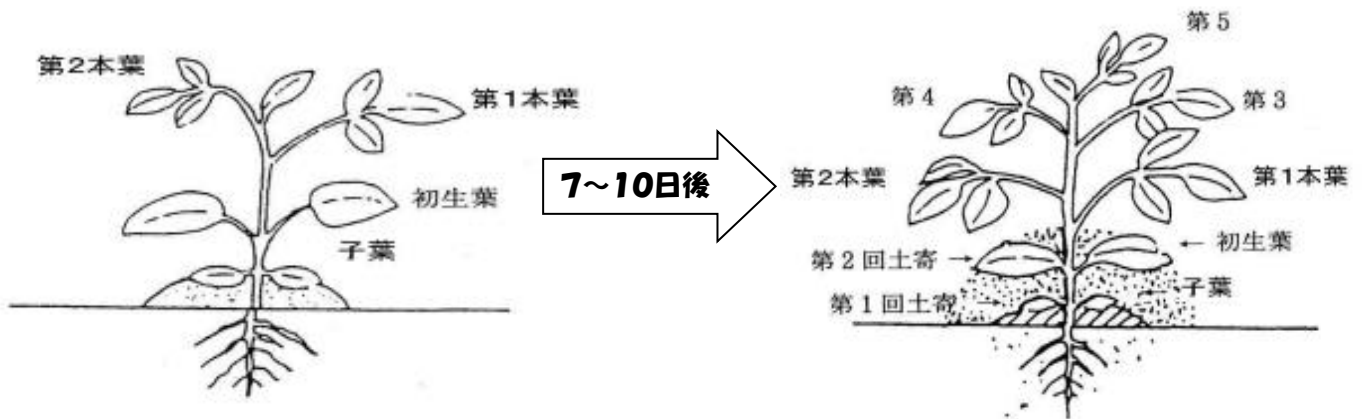 第2本葉
第1本葉
初生葉
子葉
7～10日後
第5
第4
第3
第2本葉
第1本葉
初生葉
第2回土寄
子葉
第1回土寄